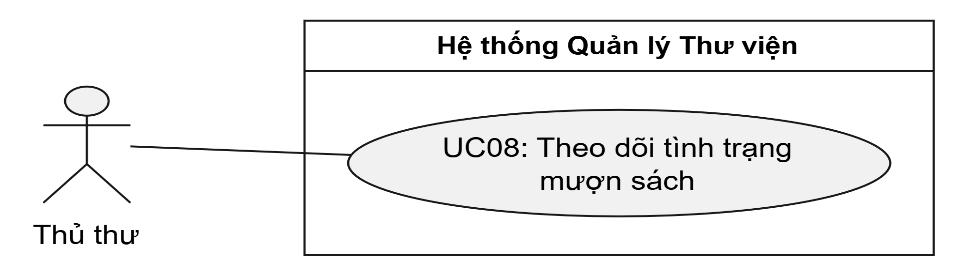 Hệ thống Quản lý Thư viện
UC08: Theo dõi tình trạng
mượn sách
Thủ thư